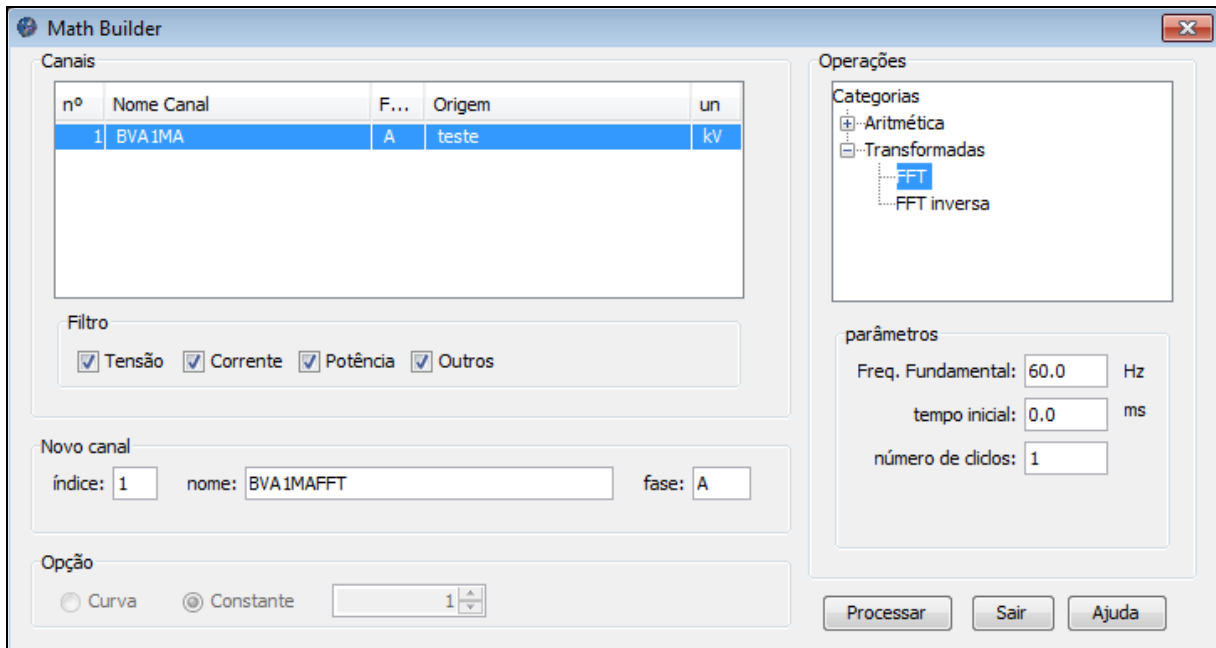 Math Builder
Canais
nº Nome Canal F... Origem un
1 BVA1MA A teste kV
Filtro
Tensão Corrente Potência Outros
Novo canal
índice: 1 nome: BVA1MAFFT fase: A
Opção
Curva Constante 1
Operações
Categorias
Aritmética
Transformadas
FFT
FFT inversa
parâmetros
Freq. Fundamental: 60.0 Hz
tempo inicial: 0.0 ms
número de cliclos: 1
Processar Sair Ajuda